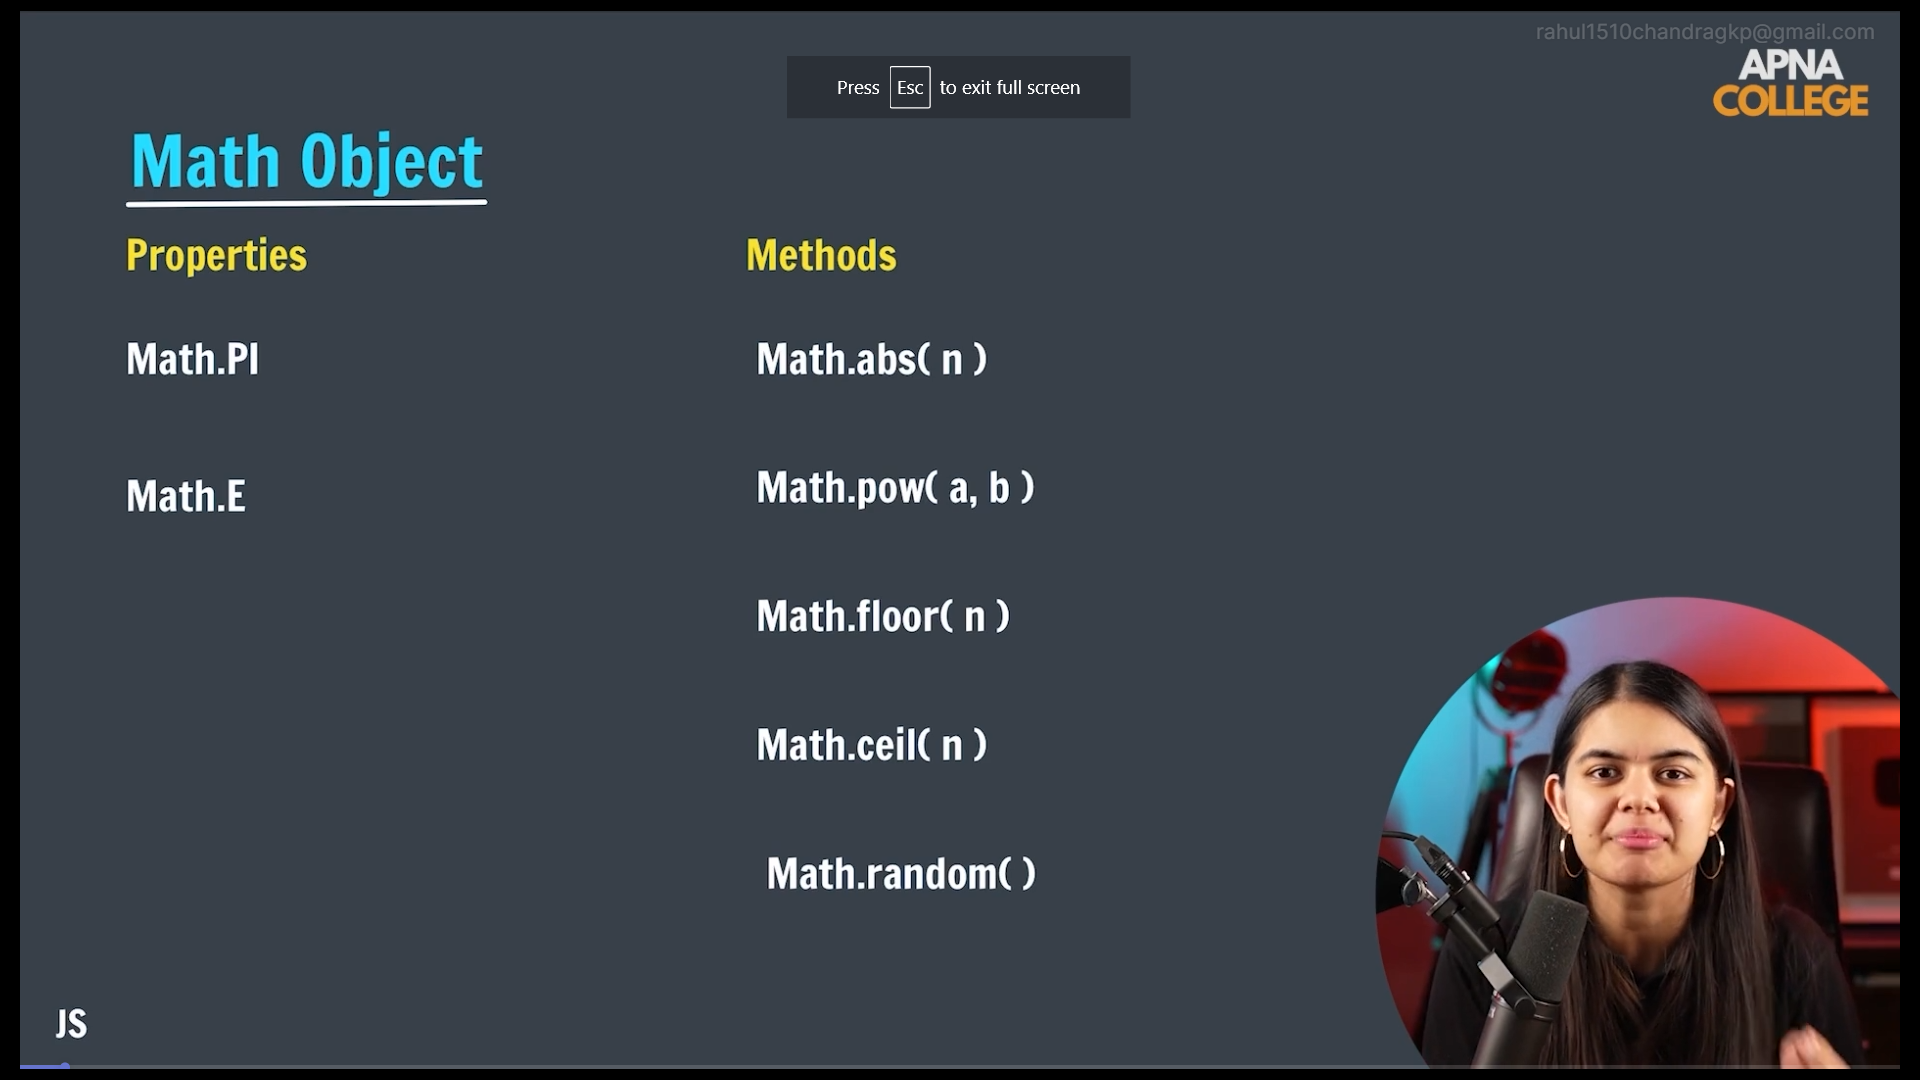 rahul1510chandragkp@gmail.com
APNA
COLLEGE
Press Esc to exit full screen
Math Object
Properties
Math.PI
Math.E
Methods
Math.abs( n )
Math.pow( a, b )
Math.floor( n )
Math.ceil( n )
Math.random( )
JS